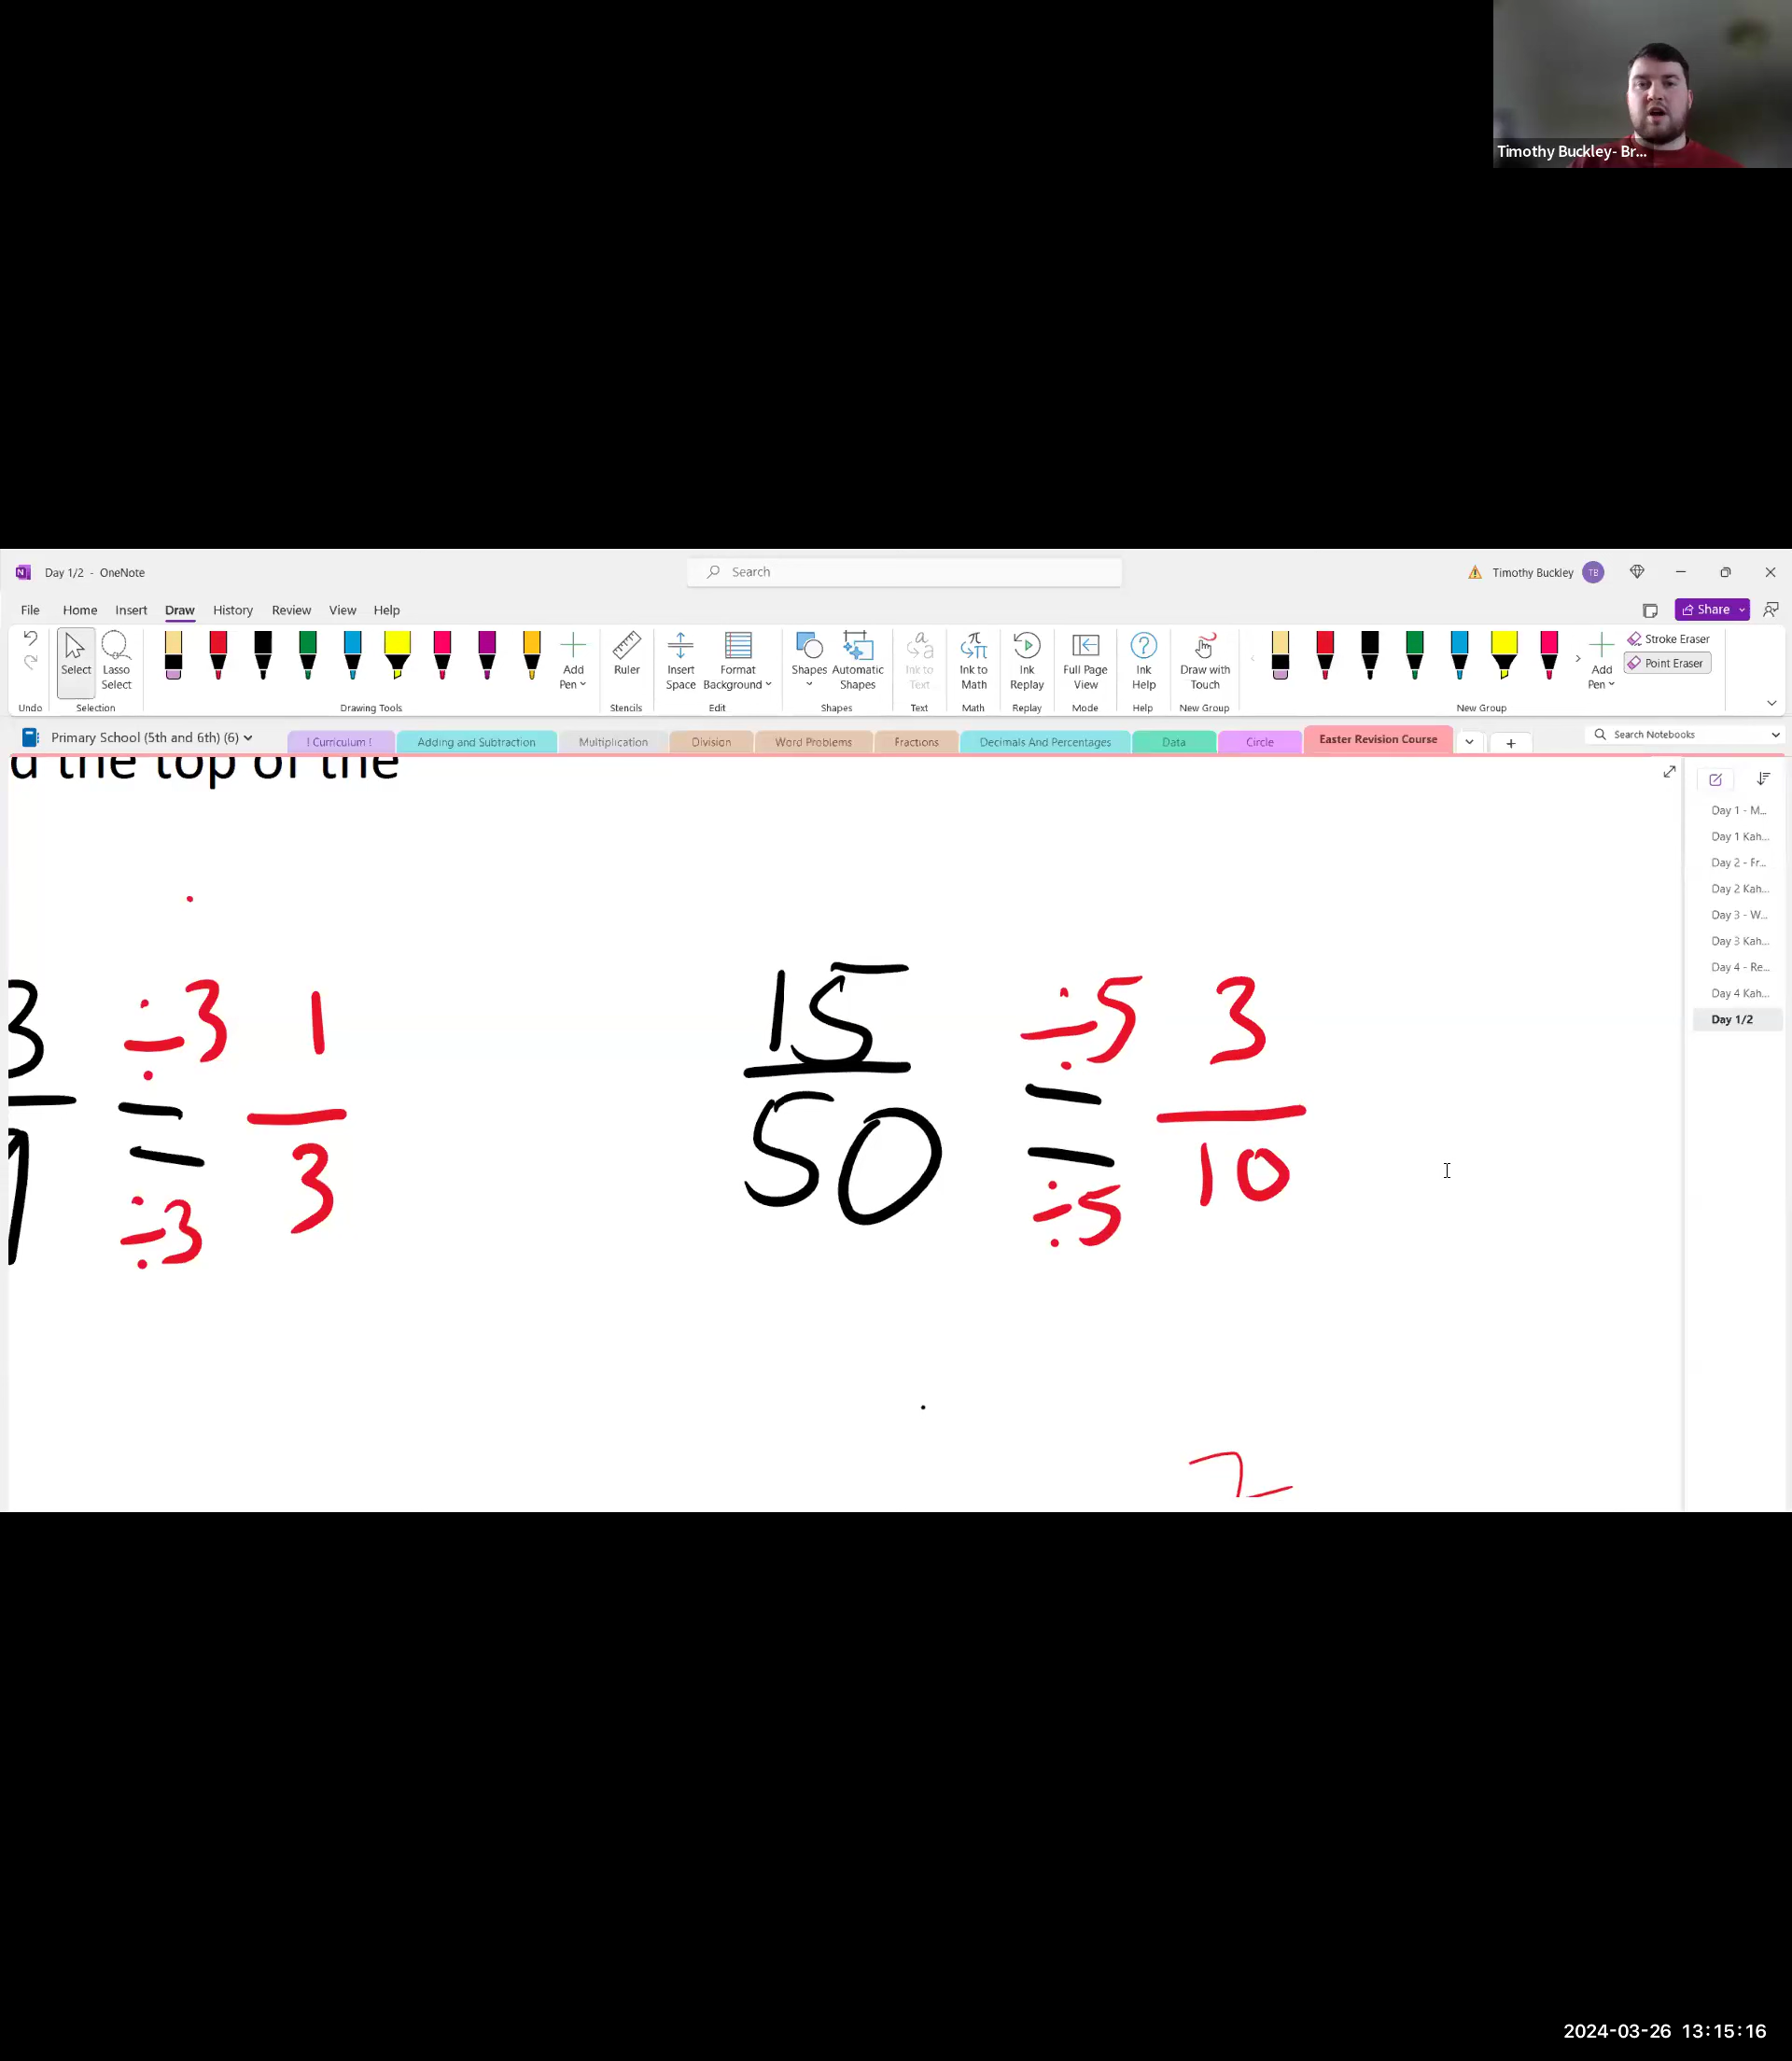 Timothy Buckley- Br...
Day 1/2 - OneNote
Search
Timothy Buckley TB
File Home Insert Draw History Review View Help
Share
Select
Lasso Select
Add Pen
Ruler
Insert Space
Format Background
Shapes
Automatic Shapes
Ink to Text
Ink to Math
Ink Replay
Full Page View
Ink Help
Draw with Touch
Add Pen
Stroke Eraser
Point Eraser
Undo Selection Drawing Tools Stencils Edit Shapes Text Math Replay Mode Help New Group New Group
Primary School (5th and 6th) (6) ! Curriculum ! Adding and Subtraction Multiplication Division Word Problems Fractions Decimals And Percentages Data Circle Easter Revision Course + Search Notebooks
d the top of the
Day 1 - M...
Day 1 Kah...
Day 2 - Fr...
Day 2 Kah...
Day 3 - W...
Day 3 Kah...
Day 4 - Re...
Day 4 Kah...
Day 1/2
3 ÷3 1
=
÷3 3
15 ÷5 3
=
50 ÷5 10
2024-03-26 13:15:16